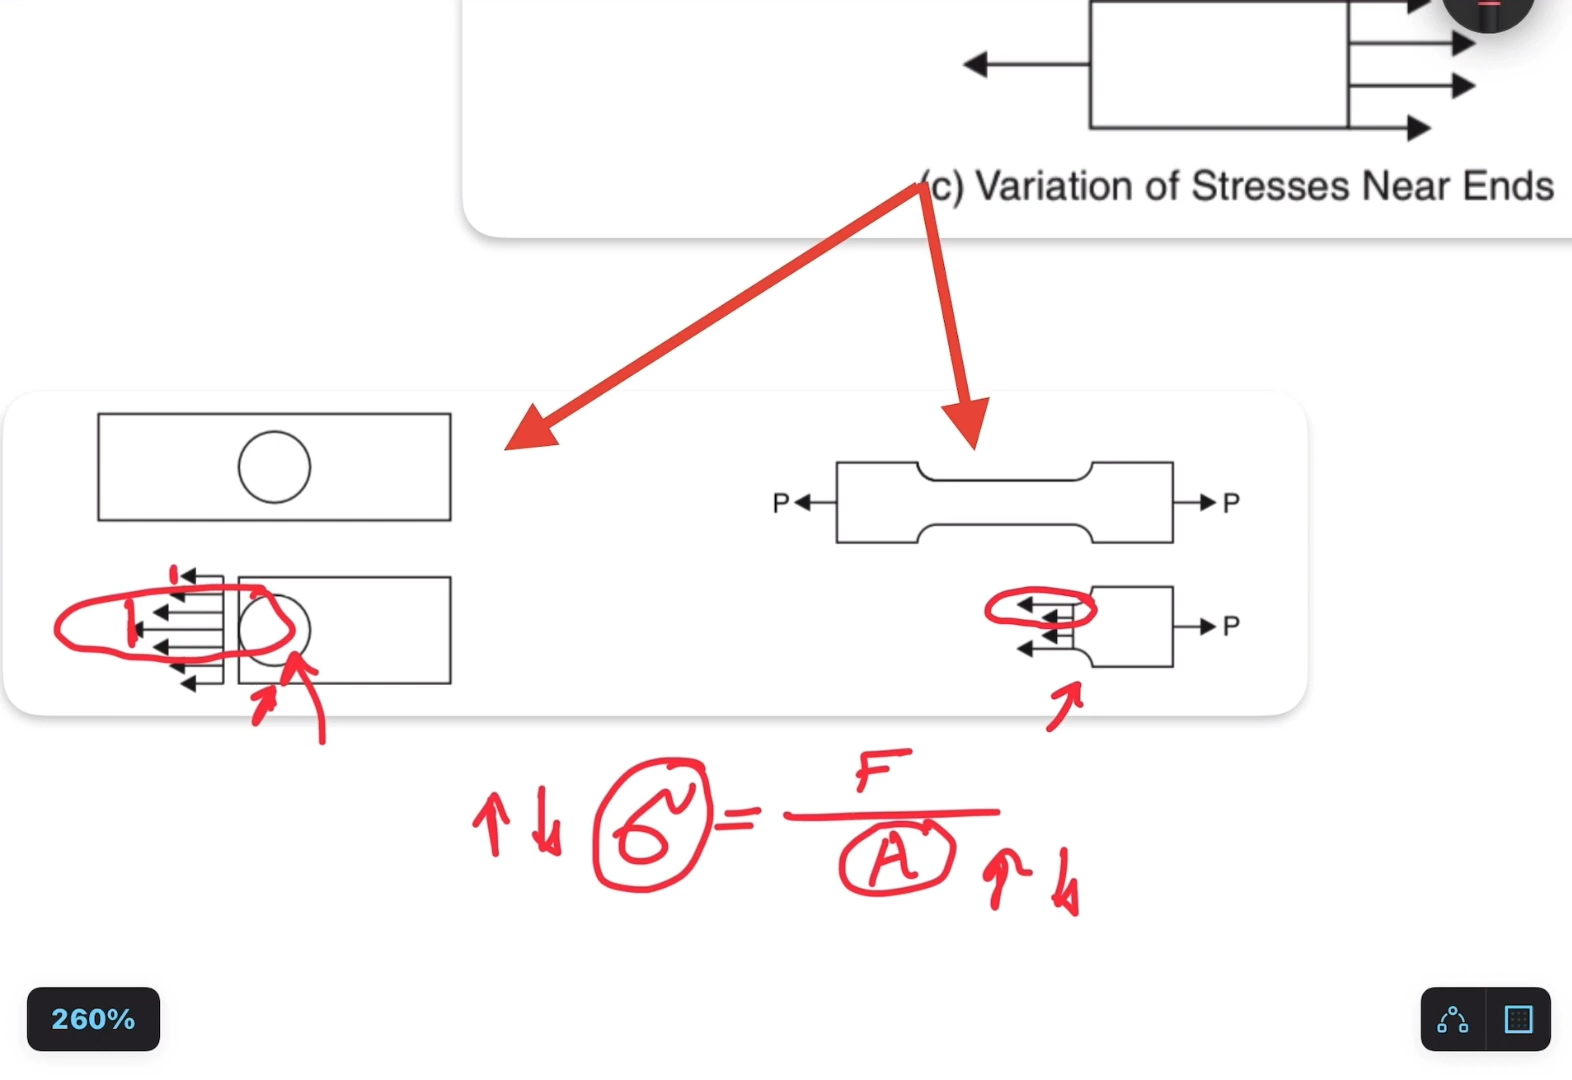 (c) Variation of Stresses Near Ends
P P
P
σ = F
A
260%